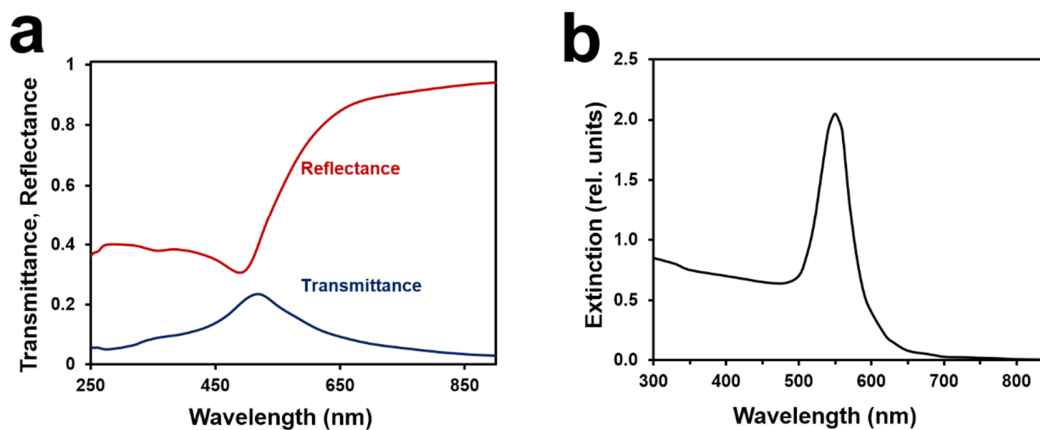 a
Transmittance, Reflectance
1
0.8
0.6
0.4
0.2
0
Reflectance
Transmittance
250
450
650
850
Wavelength (nm)
b
Extinction (rel. units)
2.5
2.0
1.5
1.0
0.5
0.0
300
400
500
600
700
800
Wavelength (nm)